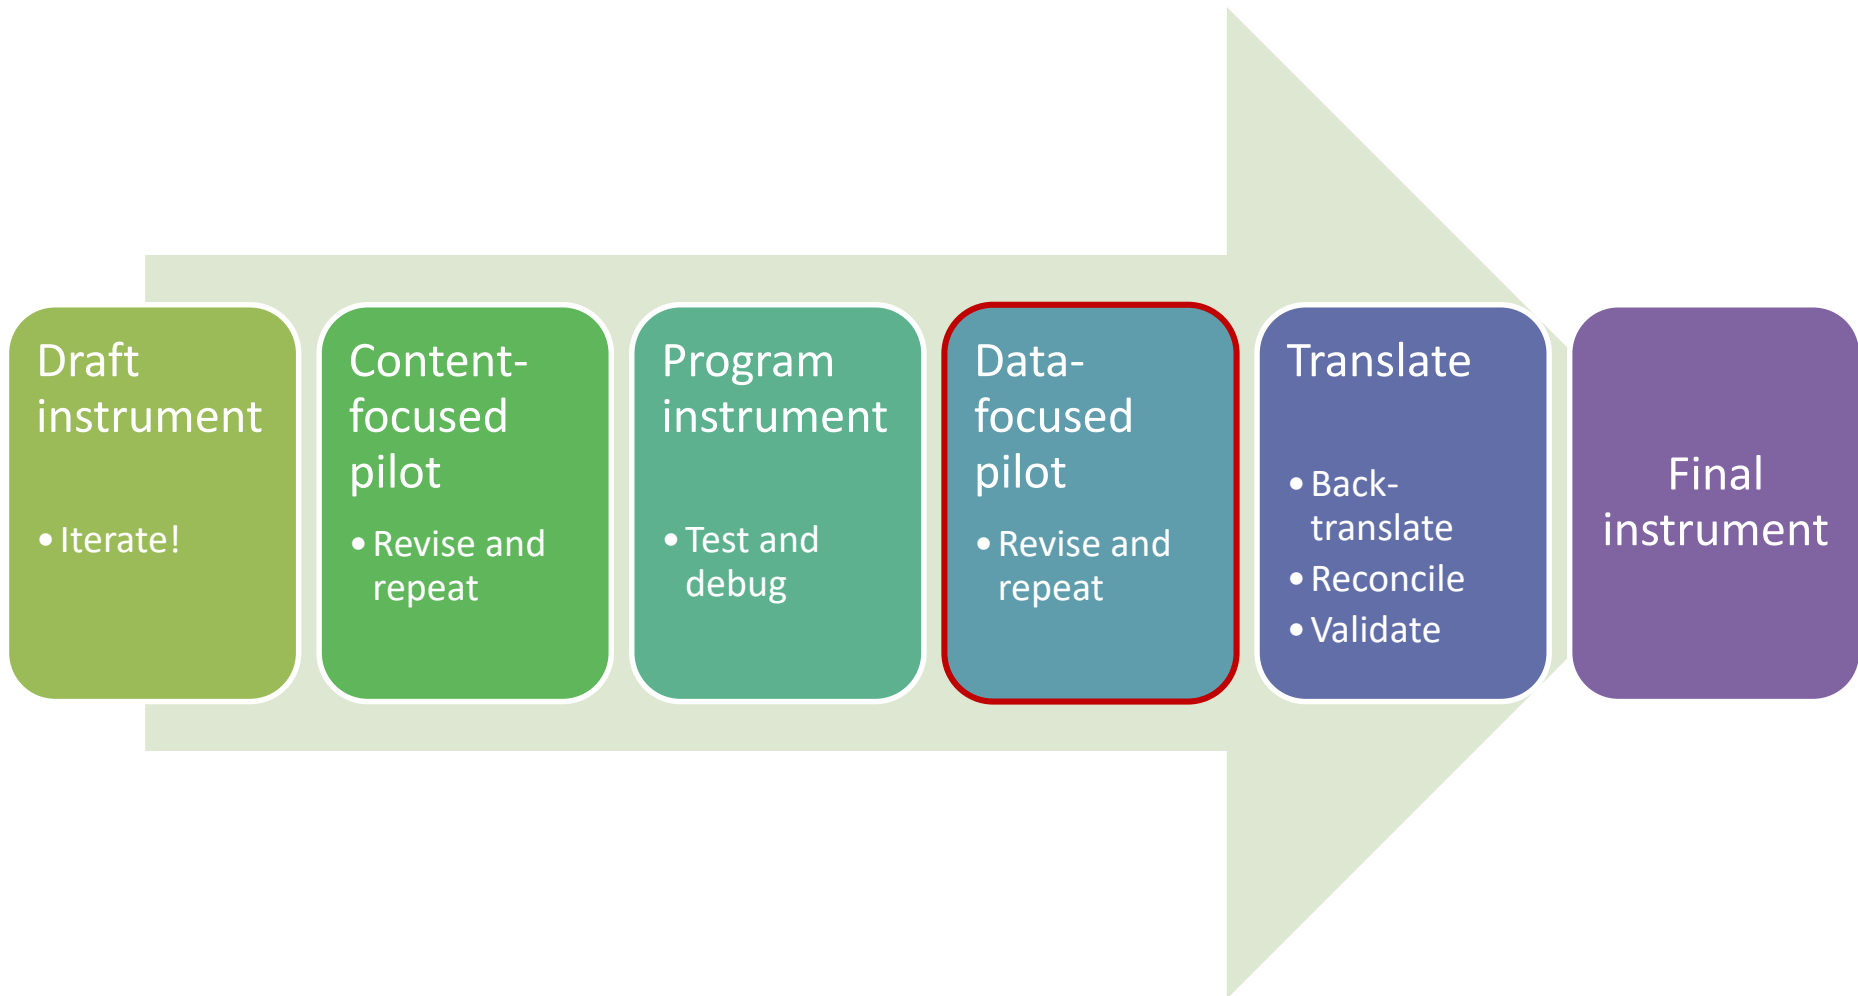 Draft
instrument
• Iterate!
Content-
focused
pilot
• Revise and
repeat
Program
instrument
• Test and
debug
Data-
focused
pilot
• Revise and
repeat
Translate
• Back-
translate
• Reconcile
• Validate
Final
instrument